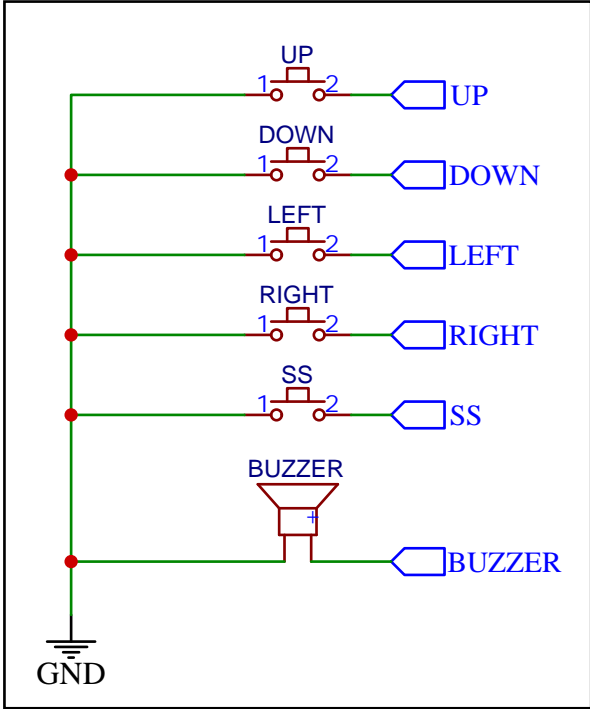 UP
1 2 UP
DOWN
1 2 DOWN
LEFT
1 2 LEFT
RIGHT
1 2 RIGHT
SS
1 2 SS
BUZZER
+
BUZZER
GND